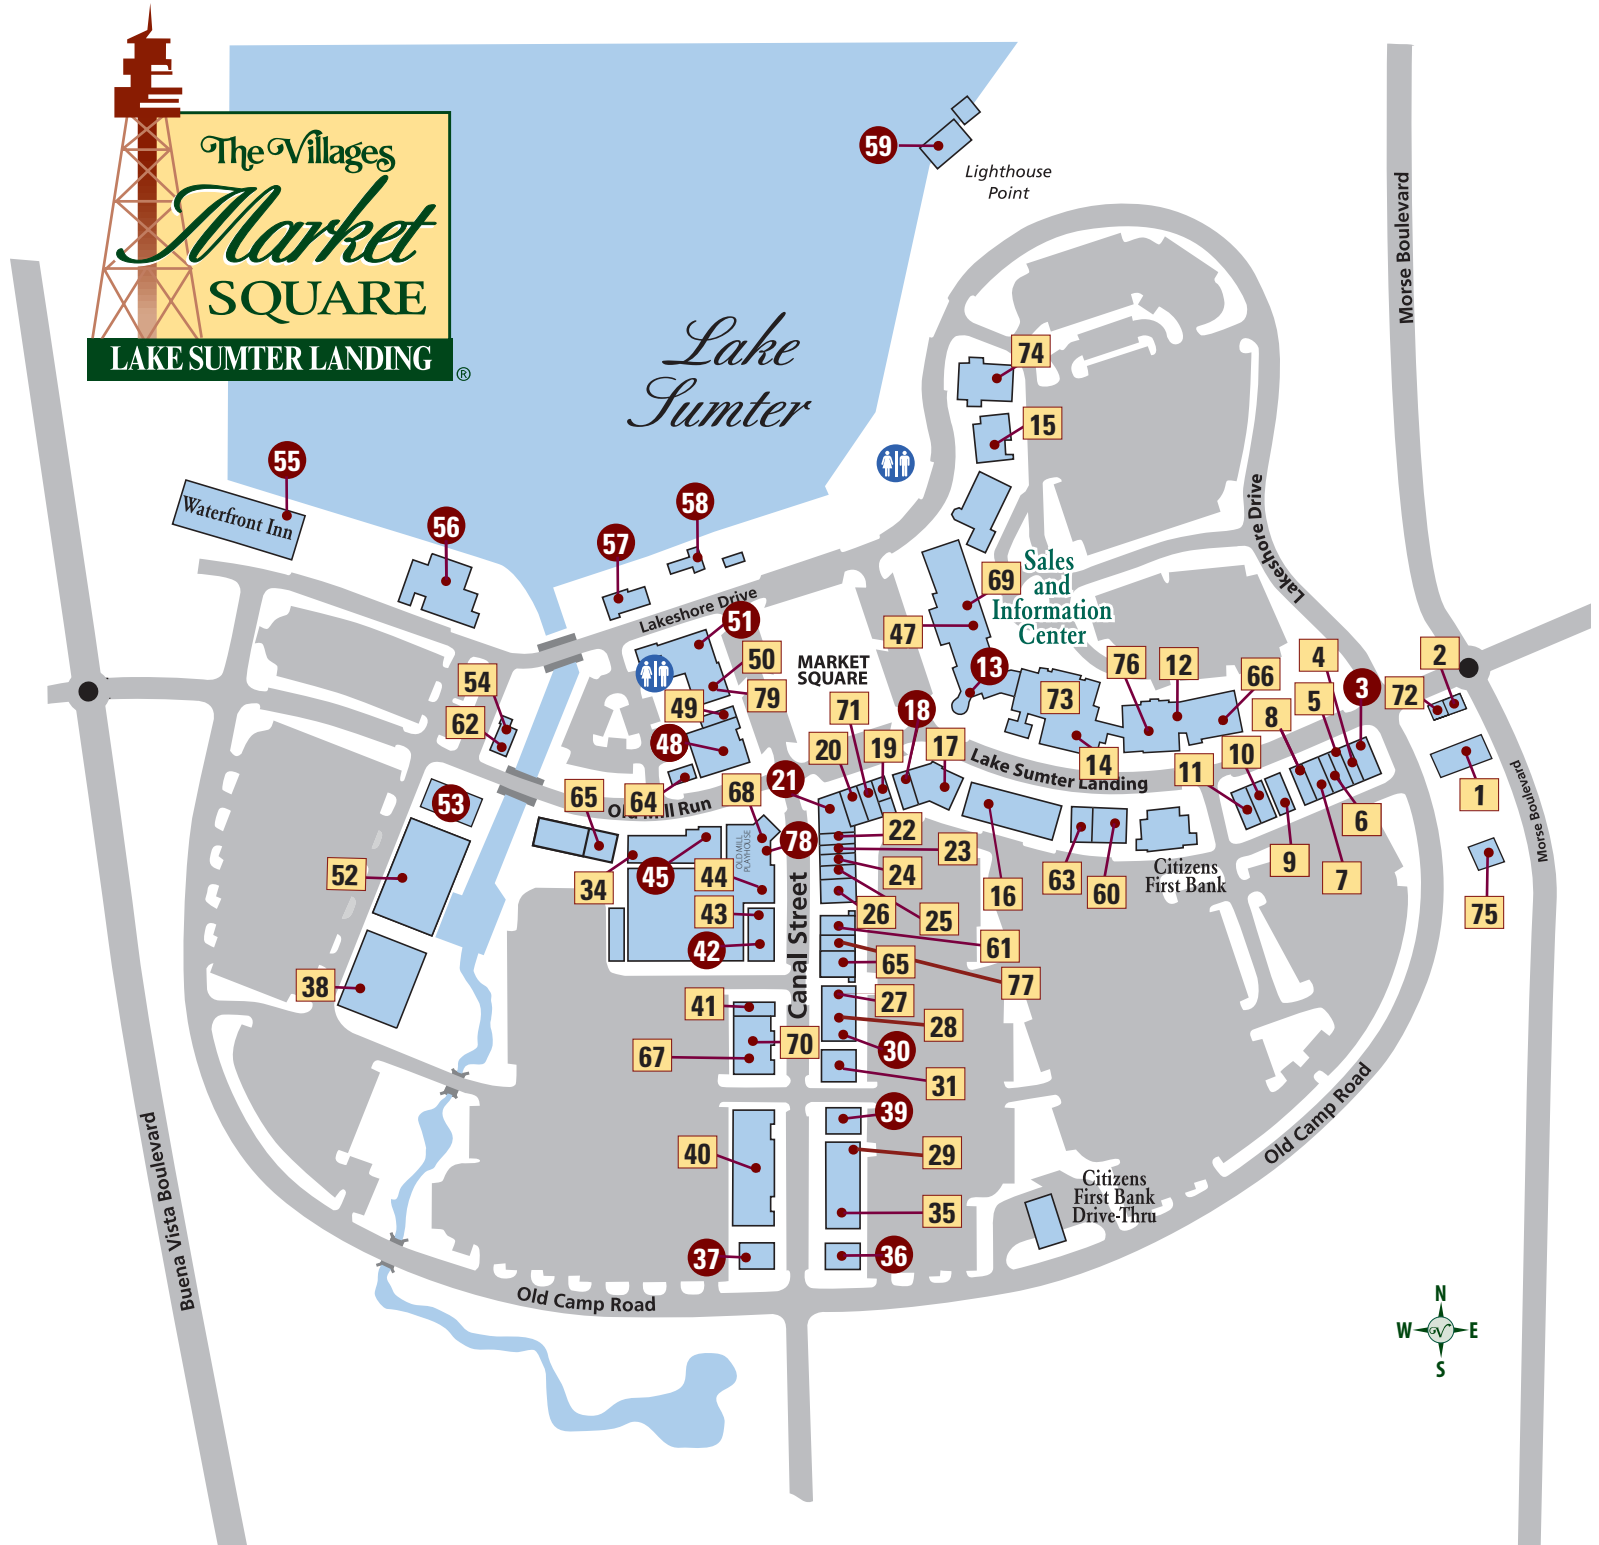 The Villages
Market
SQUARE
LAKE SUMTER LANDING
®
Lake
Sumter
59
Lighthouse
Point
Morse Boulevard
74
15
55
Waterfront Inn
56
57
58
Lakeshore Drive
Lakeshore Drive
51
50
79
49
48
54
62
53
64
65
Old Mill Run
68
21
MARKET
SQUARE
71
20
19
18
17
47
69
Sales
and
Information
Center
13
73
14
76
12
66
Lake Sumter Landing
11
10
8
5
4
3
72
2
1
6
7
9
75
Morse Boulevard
16
63
60
Citizens
First Bank
52
38
34
45
44
43
42
OLD MILL
PLAYHOUSE
78
22
23
24
25
26
61
65
77
Canal Street
27
28
30
31
41
70
67
39
29
35
36
40
37
Citizens
First Bank
Drive-Thru
Old Camp Road
Old Camp Road
Buena Vista Boulevard
N
W
V
E
S